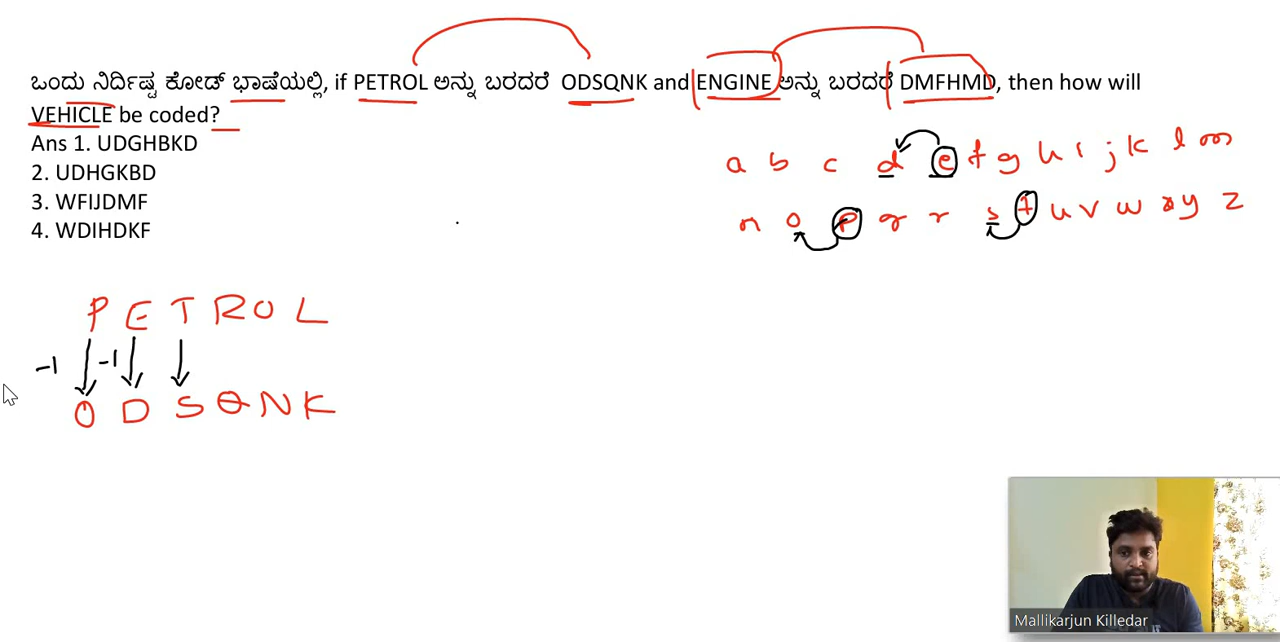 ಒಂದು ನಿರ್ದಿಷ್ಟ ಕೋಡ್ ಭಾಷೆಯಲ್ಲಿ, if PETROL ಅನ್ನು ಬರದರೆ ODSQNK and ENGINE ಅನ್ನು ಬರದರೆ DMFHMD, then how will
VEHICLE be coded?
Ans 1. UDGHBKD
2. UDHGKBD
3. WFIJDMF
4. WDIHDKF
a b c d e f g h i j k l m
n o p q r s t u v w x y z
P E T R O L
-1 -1
O D S Q N K
Mallikarjun Killedar